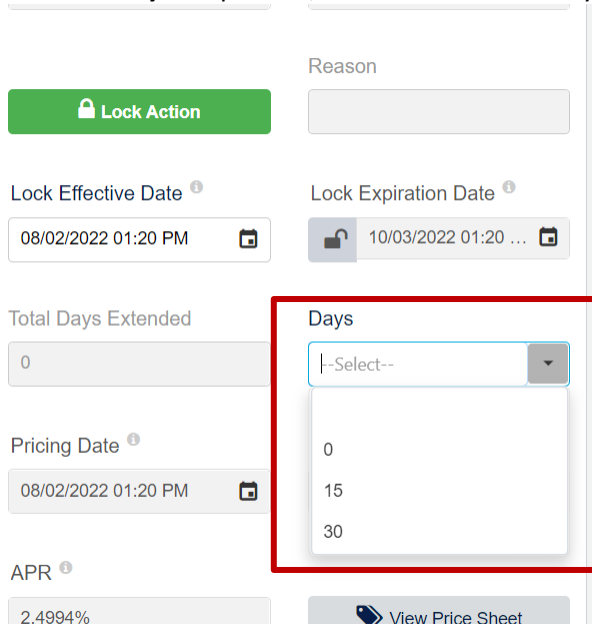 Reason
Lock Action
Lock Effective Date
Lock Expiration Date
08/02/2022 01:20 PM
10/03/2022 01:20 ...
Total Days Extended
Days
0
--Select--
0
15
30
Pricing Date
08/02/2022 01:20 PM
APR
2.4994%
View Price Sheet